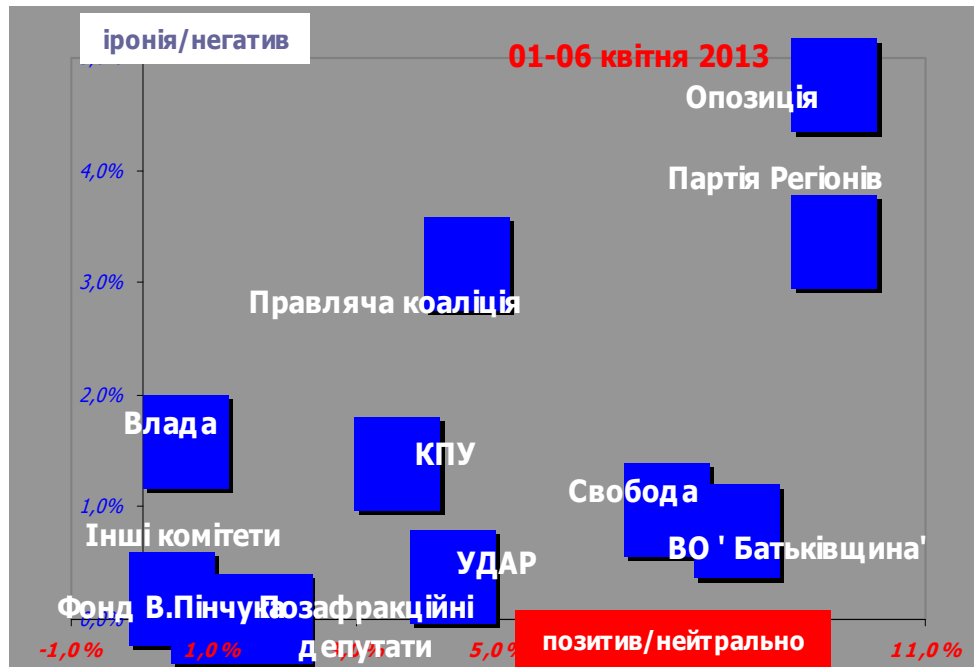 іронія/негатив
01-06 квітня 2013
Опозиція
4,0%
Партія Регіонів
3,0%
Правляча коаліція
2,0%
Влада
КПУ
1,0%
Свобода
Інші комітети
ВО ' Батьківщина'
УДАР
Фонд В.Пінчука
Позафракційні
депутати
позитив/нейтрально
-1,0%
1,0%
5,0%
11,0%